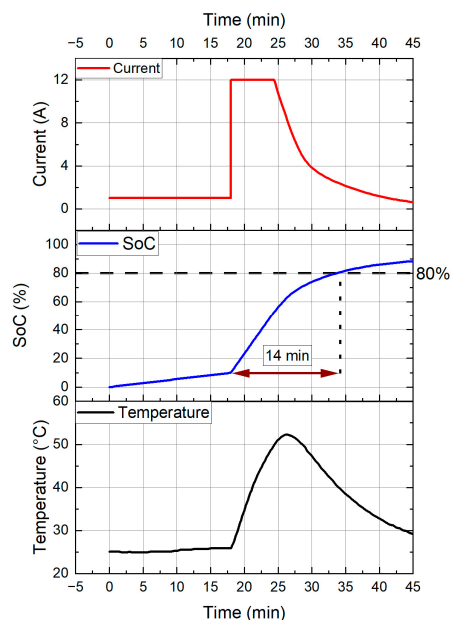 Time (min)
−5 0 5 10 15 20 25 30 35 40 45
Current
12
8
4
0
Current (A)
SoC
100
80
60
40
20
0
SoC (%)
80%
14 min
Temperature
60
50
40
30
20
Temperature (°C)
−5 0 5 10 15 20 25 30 35 40 45
Time (min)